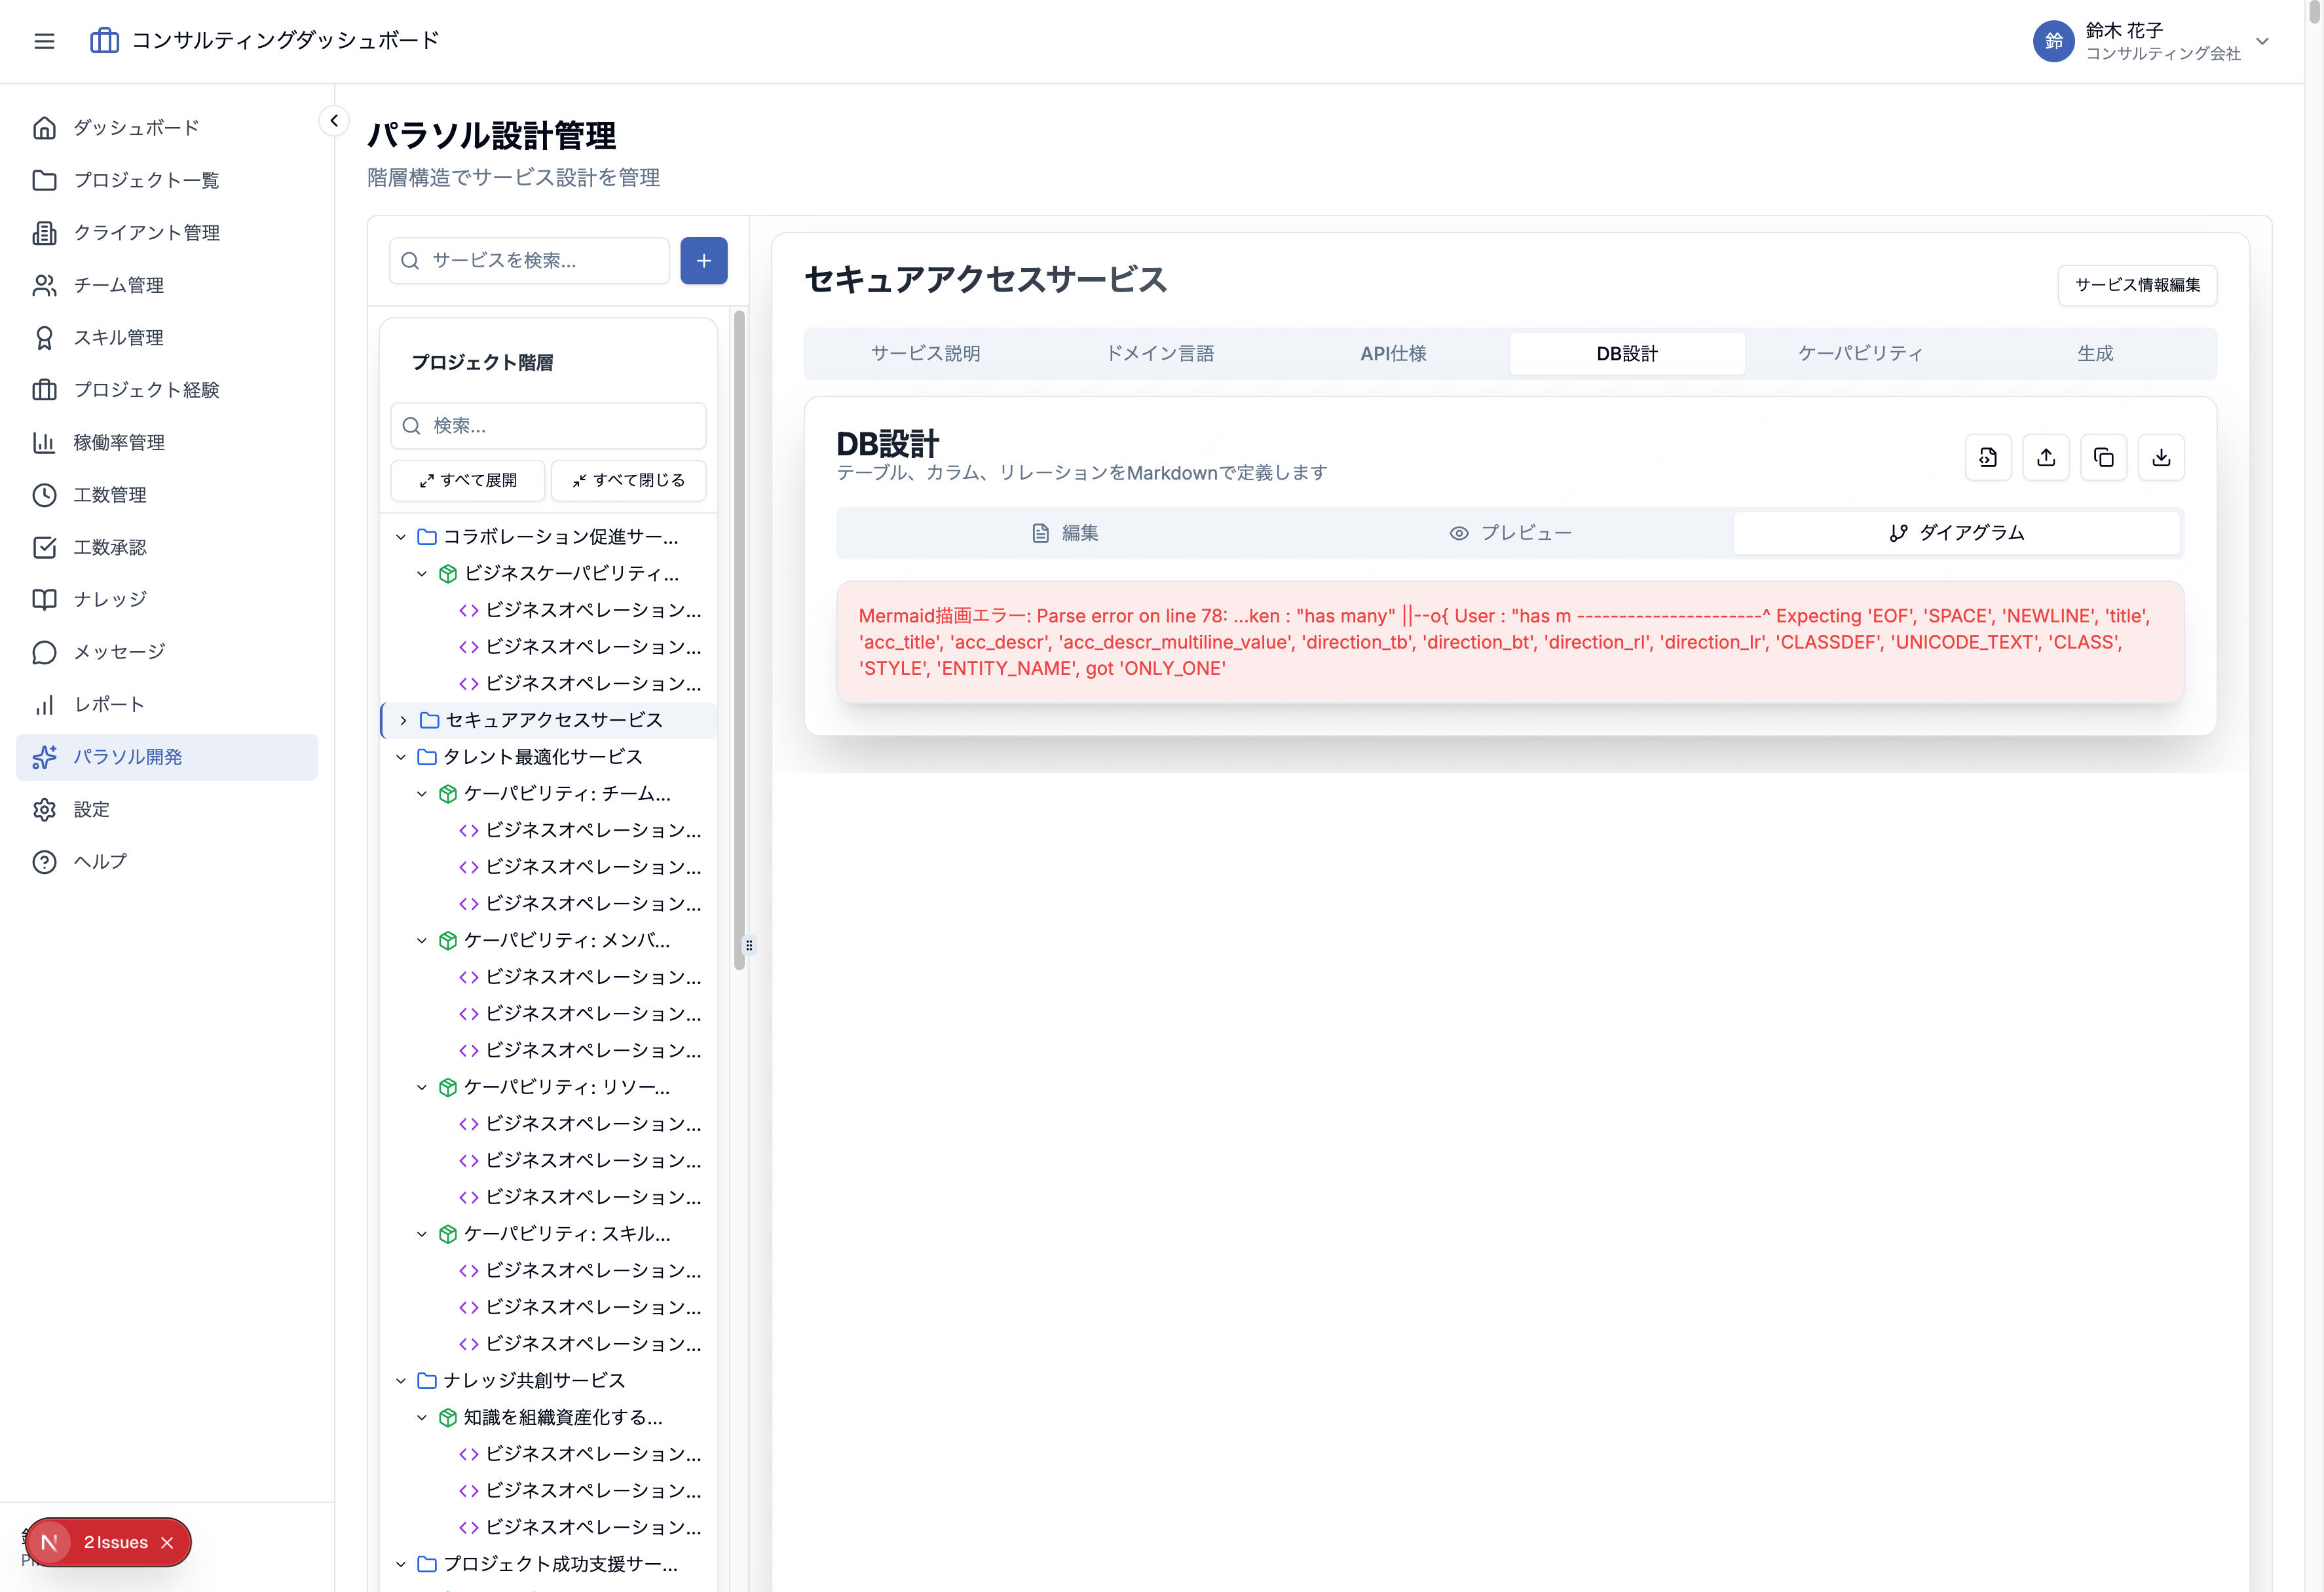 コンサルティングダッシュボード
鈴
鈴木 花子
コンサルティング会社
ダッシュボード
プロジェクト一覧
クライアント管理
チーム管理
スキル管理
プロジェクト経験
稼働率管理
工数管理
工数承認
ナレッジ
メッセージ
レポート
パラソル開発
設定
ヘルプ
N 2 Issues
パラソル設計管理
階層構造でサービス設計を管理
サービスを検索...
プロジェクト階層
検索...
すべて展開 すべて閉じる
コラボレーション促進サー...
ビジネスケーパビリティ...
ビジネスオペレーション...
ビジネスオペレーション...
ビジネスオペレーション...
セキュアアクセスサービス
タレント最適化サービス
ケーパビリティ: チーム...
ビジネスオペレーション...
ビジネスオペレーション...
ビジネスオペレーション...
ケーパビリティ: メンバ...
ビジネスオペレーション...
ビジネスオペレーション...
ビジネスオペレーション...
ケーパビリティ: リソー...
ビジネスオペレーション...
ビジネスオペレーション...
ビジネスオペレーション...
ケーパビリティ: スキル...
ビジネスオペレーション...
ビジネスオペレーション...
ビジネスオペレーション...
ナレッジ共創サービス
知識を組織資産化する...
ビジネスオペレーション...
ビジネスオペレーション...
ビジネスオペレーション...
プロジェクト成功支援サー...
セキュアアクセスサービス
サービス情報編集
サービス説明 ドメイン言語 API仕様 DB設計 ケーパビリティ 生成
DB設計
テーブル、カラム、リレーションをMarkdownで定義します
編集 プレビュー ダイアグラム
Mermaid描画エラー: Parse error on line 78: ...ken : "has many" ||--o{ User : "has m ----------------------^ Expecting 'EOF', 'SPACE', 'NEWLINE', 'title',
'acc_title', 'acc_descr', 'acc_descr_multiline_value', 'direction_tb', 'direction_bt', 'direction_rl', 'direction_lr', 'CLASSDEF', 'UNICODE_TEXT', 'CLASS',
'STYLE', 'ENTITY_NAME', got 'ONLY_ONE'